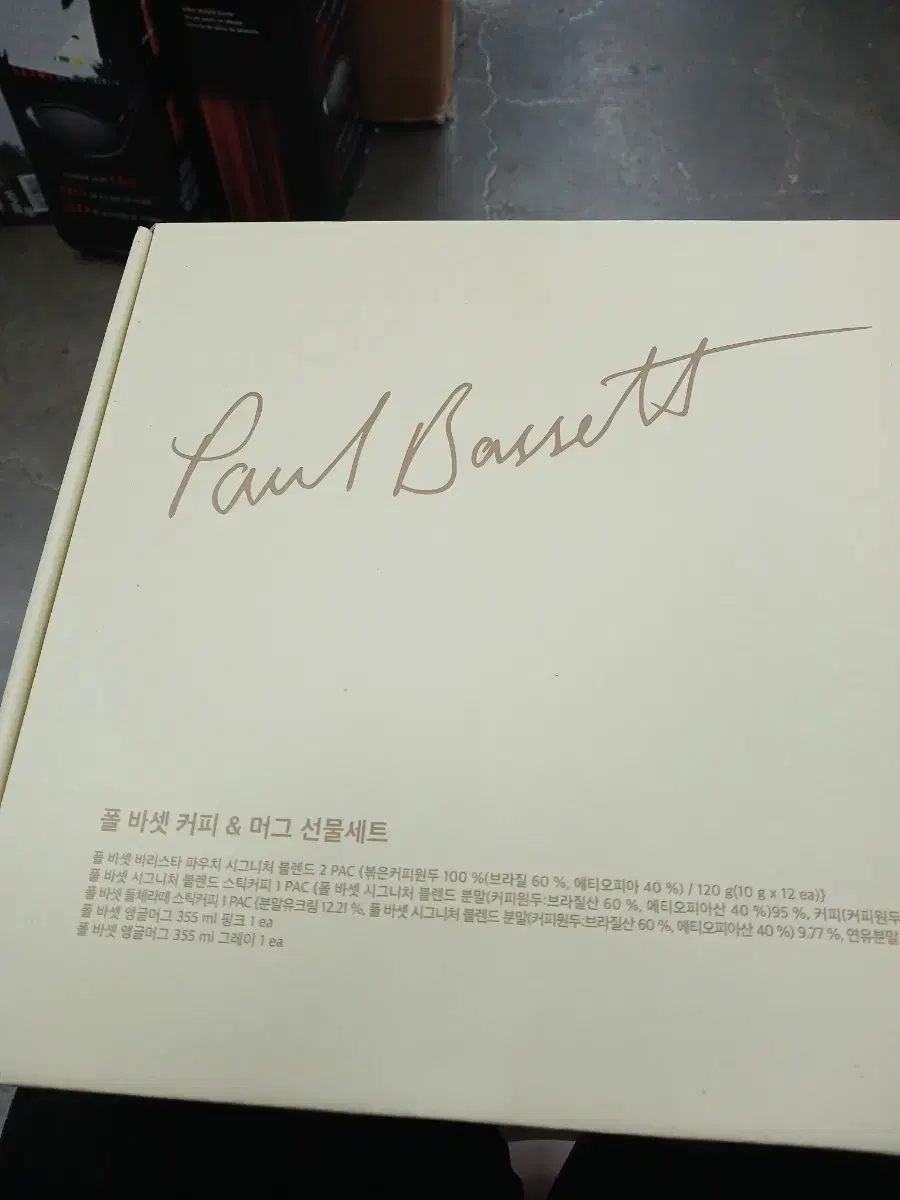 Paul Bassett
폴 바셋 커피 & 머그 선물세트
폴 바셋 바리스타 파우치 시그니처 블렌드 2 PAC {볶은커피원두 100 %(브라질 60 %, 에티오피아 40 %) / 120 g(10 g x 12 ea)}
폴 바셋 시그니처 블렌드 스틱커피 1 PAC {폴 바셋 시그니처 블렌드 분말(커피원두:브라질산 60 %, 에티오피아산 40 %)95 %, 커피(커피원두
폴 바셋 돌체라떼 스틱커피 1 PAC {분말유크림 12.21 %, 폴 바셋 시그니처 블렌드 분말(커피원두:브라질산 60 %, 에티오피아산 40 %) 9.77 %, 연유분말
폴 바셋 앵글머그 355 ml 핑크 1 ea
폴 바셋 앵글머그 355 ml 그레이 1 ea